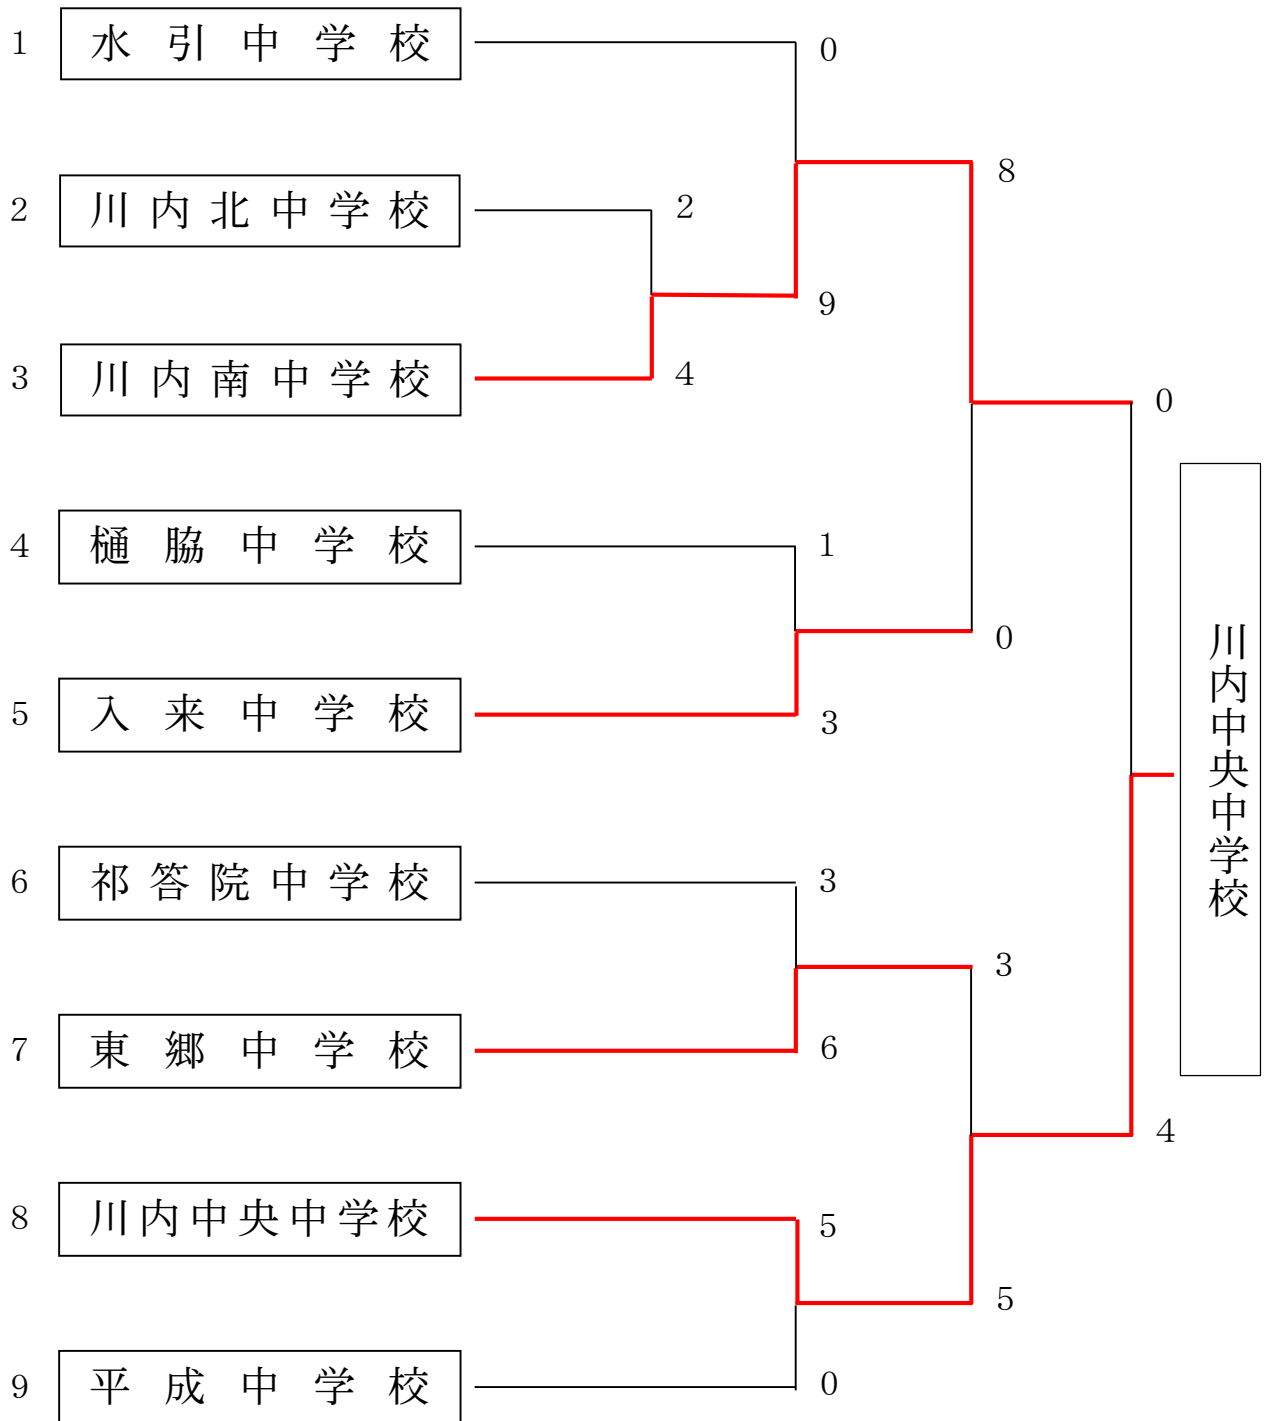 1 水引中学校 0
8
2 川内北中学校 2
9
3 川内南中学校 4
0
4 樋脇中学校 1
0
川内中央中学校
5 入来中学校 3
6 祁答院中学校 3
3
7 東郷中学校 6
4
8 川内中央中学校 5
5
9 平成中学校 0